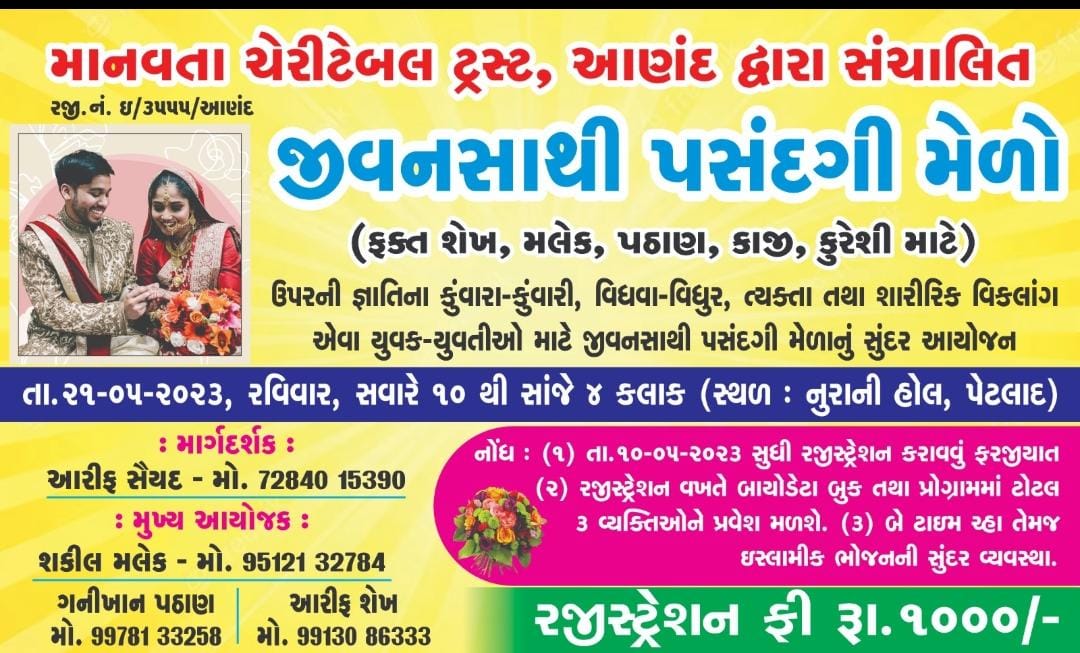 માનવતા ચેરીટેબલ ટ્રસ્ટ, આણંદ દ્વારા સંચાલિત
રજી. નં. ઇ/૩૫૫૫/આણંદ
જીવનસાથી પસંદગી મેળો
(ફક્ત શેખ, મલેક, પઠાણ, કાજી, કુરેશી માટે)
ઉપરની જ્ઞાતિના કુંવારા-કુંવારી, વિધવા-વિધુર, ત્યક્તા તથા શારીરિક વિકલાંગ
એવા યુવક-યુવતીઓ માટે જીવનસાથી પસંદગી મેળાનું સુંદર આયોજન
તા.૨૧-૦૫-૨૦૨૩, રવિવાર, સવારે ૧૦ થી સાંજે ૪ કલાક (સ્થળ : નુરાની હોલ, પેટલાદ)
: માર્ગદર્શક :
આરીફ સૈયદ - મો. 72840 15390
: મુખ્ય આયોજક :
શકીલ મલેક - મો. 95121 32784
ગનીખાન પઠાણ
મો. 99781 33258
આરીફ શેખ
મો. 99130 86333
નોંધ : (૧) તા.૧૦-૦૫-૨૦૨૩ સુધી રજીસ્ટ્રેશન કરાવવું ફરજીયાત
(૨) રજીસ્ટ્રેશન વખતે બાયોડેટા બુક તથા પ્રોગ્રામમાં ટોટલ
૩ વ્યક્તિઓને પ્રવેશ મળશે. (૩) બે ટાઇમ ચ્હા તેમજ
ઇસ્લામીક ભોજનની સુંદર વ્યવસ્થા.
રજીસ્ટ્રેશન ફી રૂા.૧૦૦૦/-